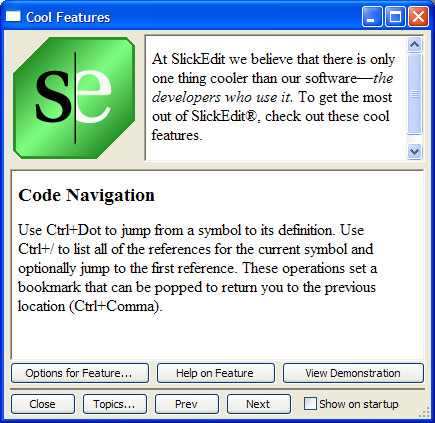 Cool Features
se
At SlickEdit we believe that there is only
one thing cooler than our software—the
developers who use it. To get the most
out of SlickEdit®, check out these cool
features.
Code Navigation
Use Ctrl+Dot to jump from a symbol to its definition. Use
Ctrl+/ to list all of the references for the current symbol and
optionally jump to the first reference. These operations set a
bookmark that can be popped to return you to the previous
location (Ctrl+Comma).
Options for Feature... Help on Feature View Demonstration
Close Topics... Prev Next Show on startup